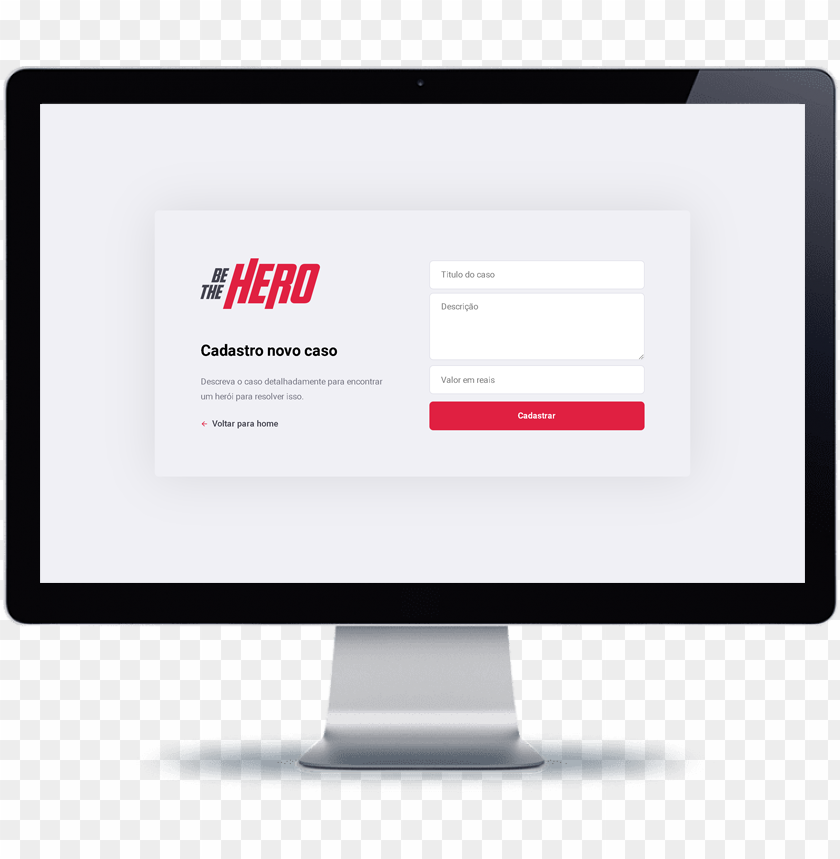 BE
THE HERO
Cadastro novo caso
Descreva o caso detalhadamente para encontrar
um herói para resolver isso.
Voltar para home
Titulo do caso
Descrição
Valor em reais
Cadastrar